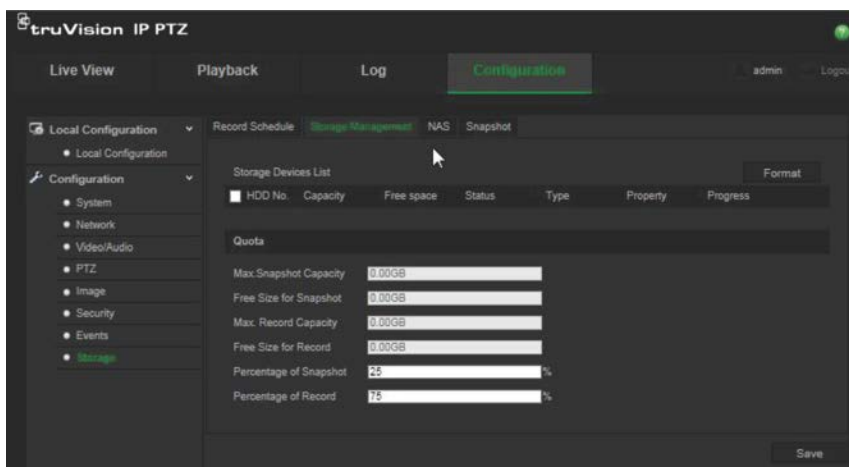 truVision IP PTZ
?
Live View Playback Log Configuration admin Logou
Local Configuration
Local Configuration
Configuration
System
Network
Video/Audio
PTZ
Image
Security
Events
Storage
Record Schedule Storage Management NAS Snapshot
Storage Devices List Format
HDD No. Capacity Free space Status Type Property Progress
Quota
Max.Snapshot Capacity 0.00GB
Free Size for Snapshot 0.00GB
Max. Record Capacity 0.00GB
Free Size for Record 0.00GB
Percentage of Snapshot 25 %
Percentage of Record 75 %
Save